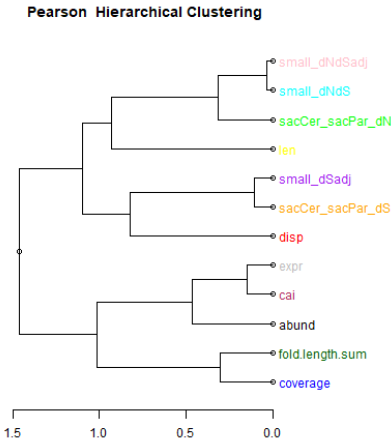 Pearson Hierarchical Clustering
small_dNdSadj
small_dNdS
sacCer_sacPar_dN
len
small_dSadj
sacCer_sacPar_dS
disp
expr
cai
abund
fold.length.sum
coverage
1.5 1.0 0.5 0.0